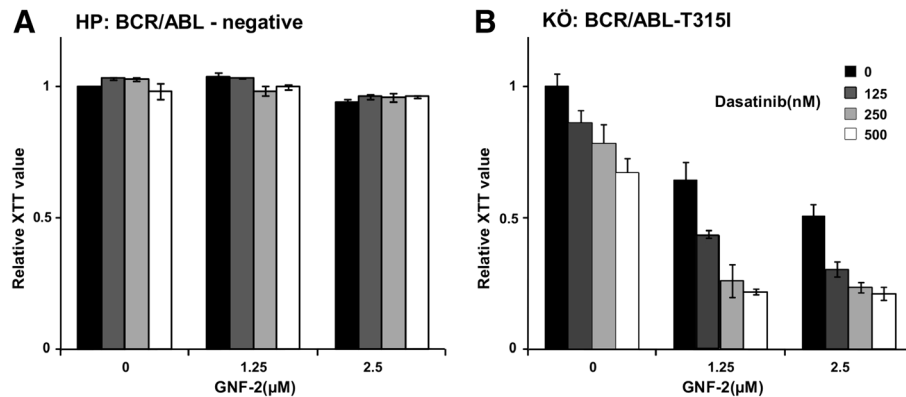 A HP: BCR/ABL - negative
Relative XTT value
1
0.5
0
0 1.25 2.5
GNF-2(µM)
B KÖ: BCR/ABL-T315I
Dasatinib(nM)
0
125
250
500
Relative XTT value
1
0.5
0
0 1.25 2.5
GNF-2(µM)